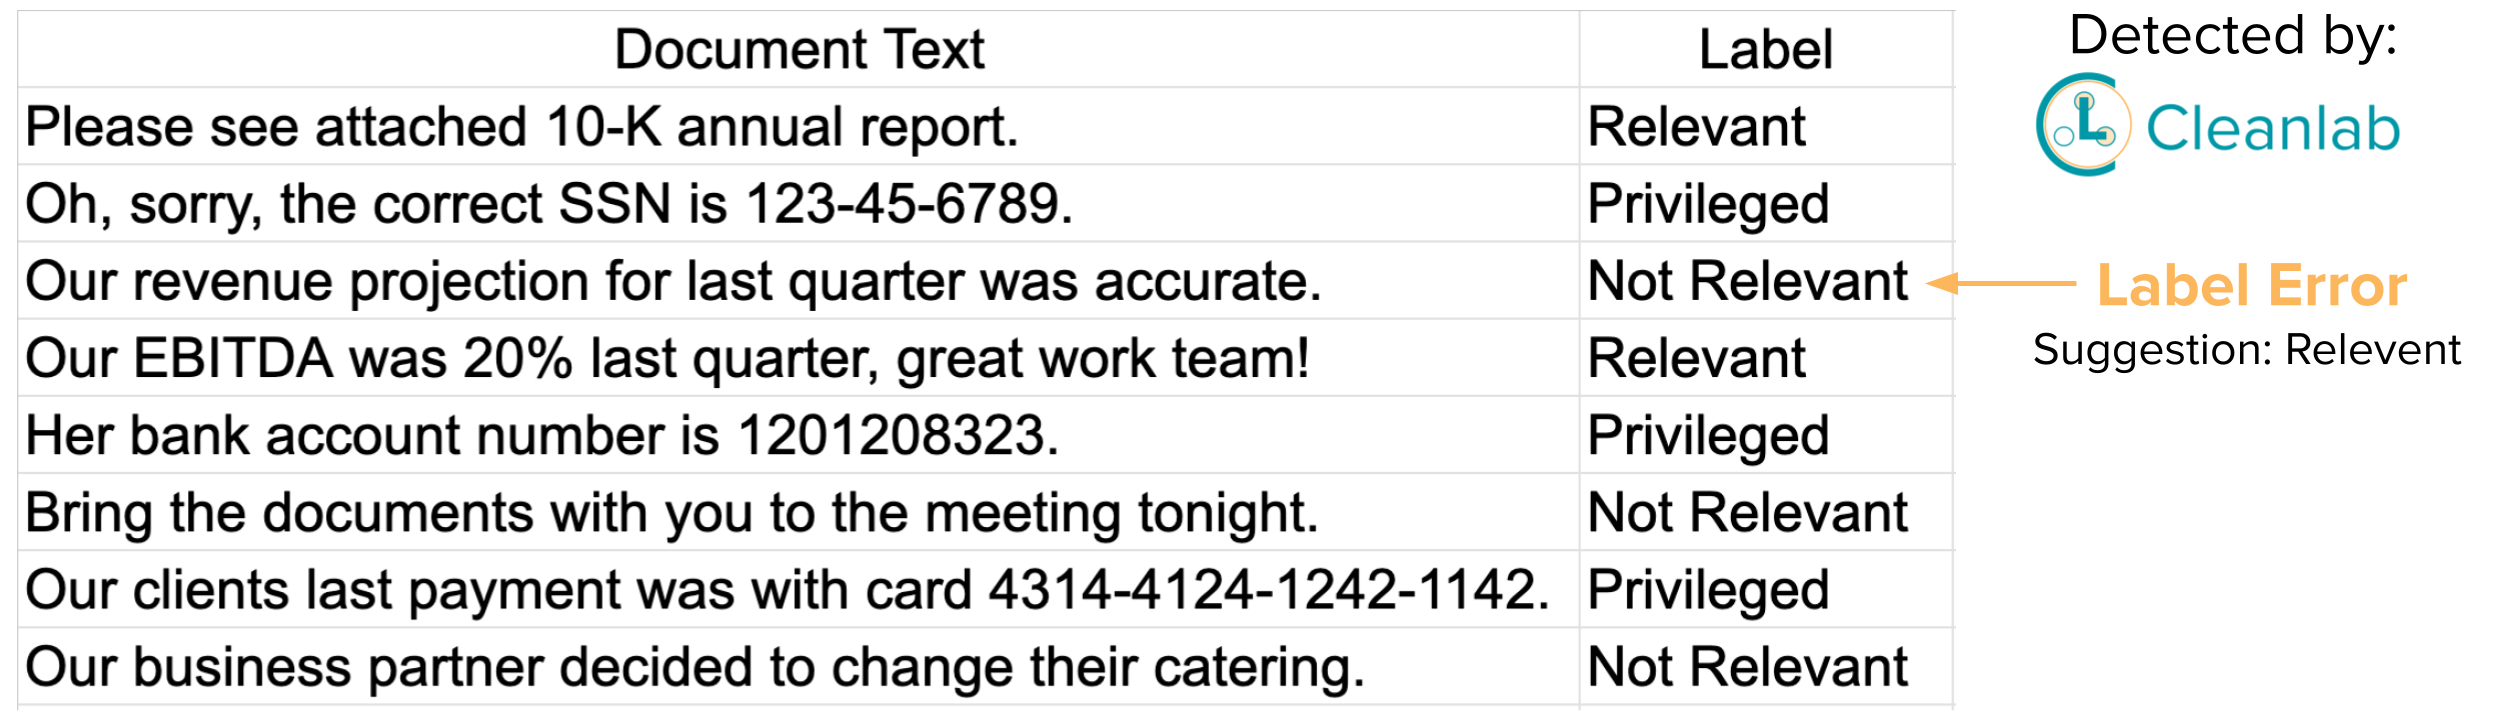 Document Text Label
Please see attached 10-K annual report. Relevant
Oh, sorry, the correct SSN is 123-45-6789. Privileged
Our revenue projection for last quarter was accurate. Not Relevant
Our EBITDA was 20% last quarter, great work team! Relevant
Her bank account number is 1201208323. Privileged
Bring the documents with you to the meeting tonight. Not Relevant
Our clients last payment was with card 4314-4124-1242-1142. Privileged
Our business partner decided to change their catering. Not Relevant
Detected by:
Cleanlab
Label Error
Suggestion: Relevent